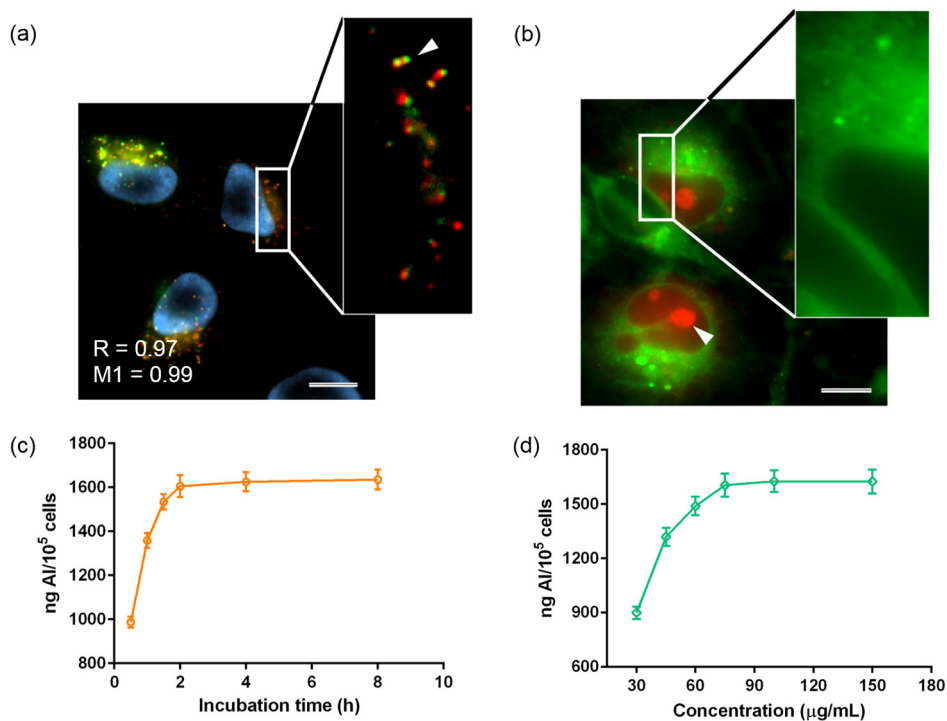 (a)
(b)
R = 0.97
M1 = 0.99
(c)
1800
1600
1400
1200
1000
800
ng Al/10⁵ cells
0 2 4 6 8 10
Incubation time (h)
(d)
1800
1500
1200
900
600
ng Al/10⁵ cells
30 60 90 120 150 180
Concentration (μg/mL)